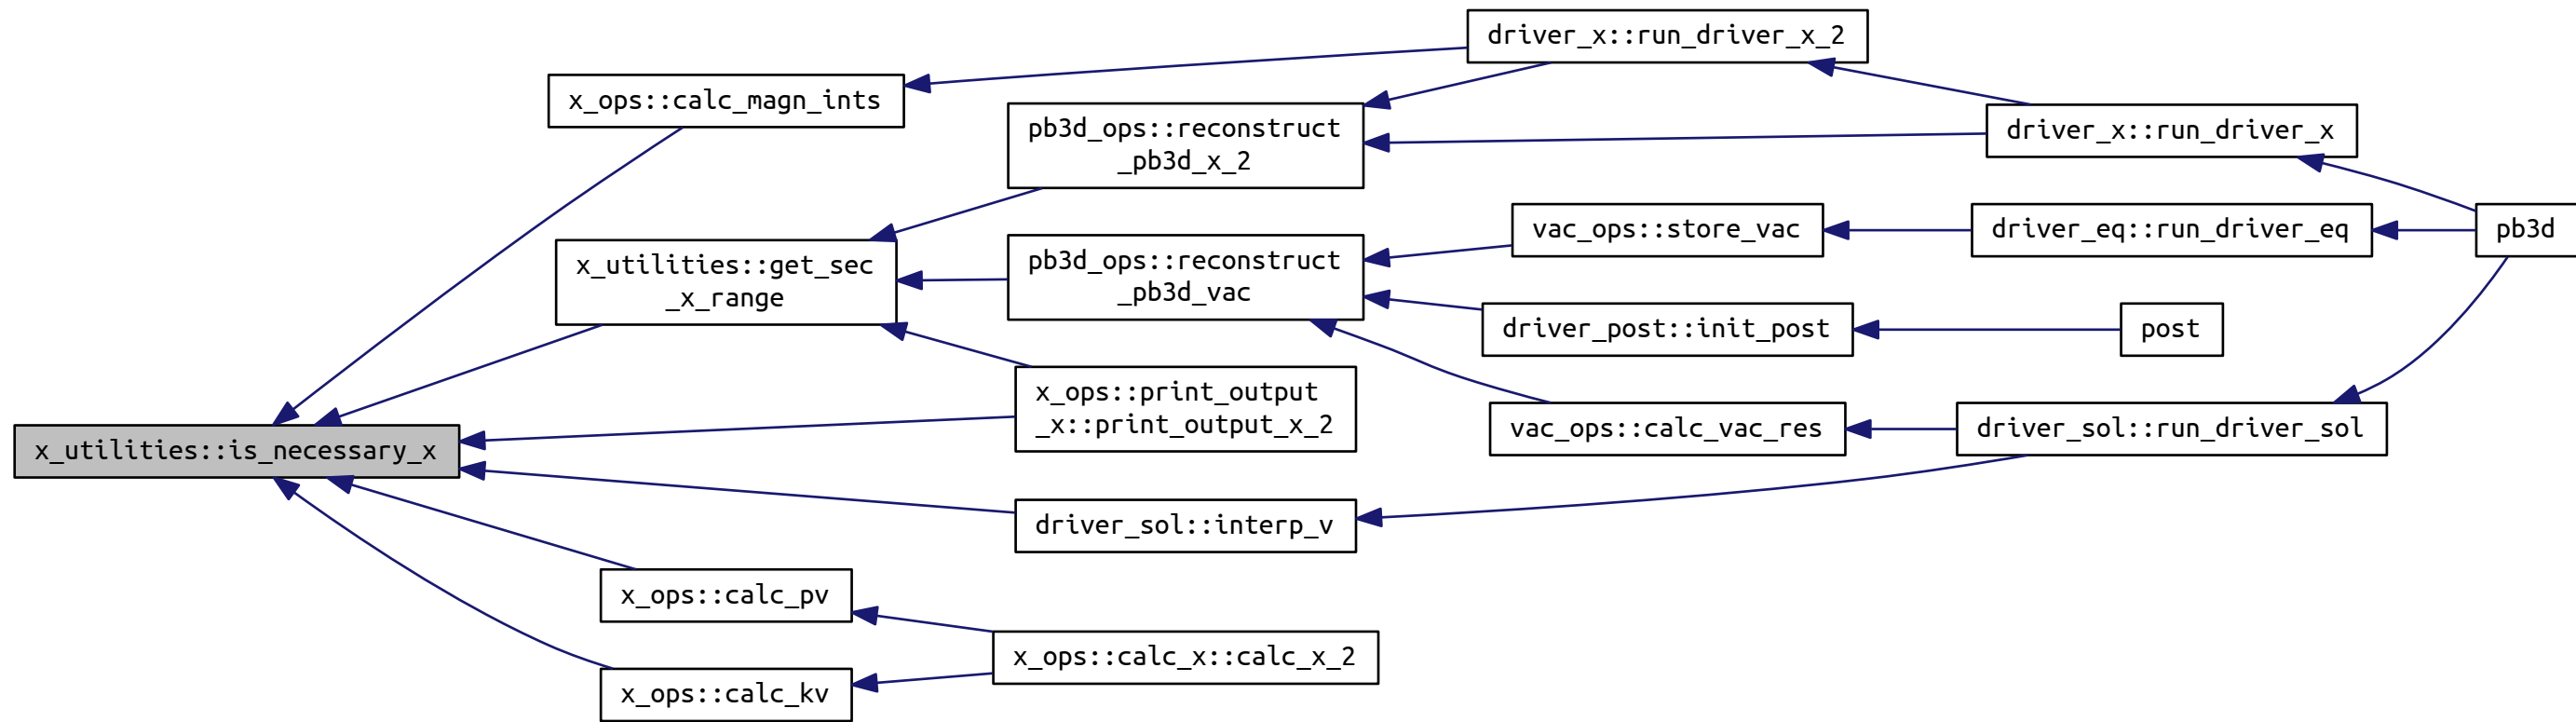 driver_x::run_driver_x_2
x_ops::calc_magn_ints
pb3d_ops::reconstruct
_pb3d_x_2
driver_x::run_driver_x
vac_ops::store_vac
driver_eq::run_driver_eq
pb3d
x_utilities::get_sec
_x_range
pb3d_ops::reconstruct
_pb3d_vac
driver_post::init_post
post
x_ops::print_output
_x::print_output_x_2
vac_ops::calc_vac_res
driver_sol::run_driver_sol
x_utilities::is_necessary_x
driver_sol::interp_v
x_ops::calc_pv
x_ops::calc_x::calc_x_2
x_ops::calc_kv